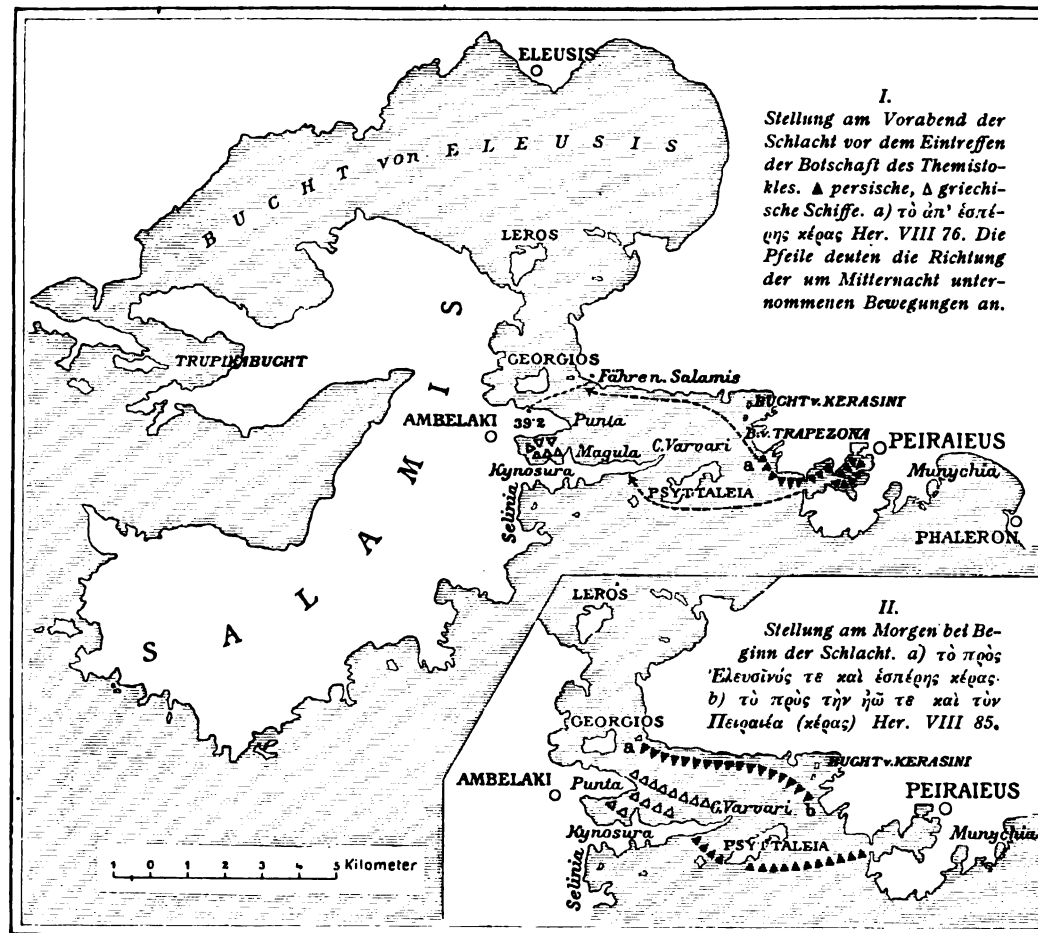 ELEUSIS
BUCHT von ELEUSIS
I.
Stellung am Vorabend der
Schlacht vor dem Eintreffen
der Botschaft des Themisto-
kles. ▲ persische, Δ griechi-
sche Schiffe. a) τὸ ἀπ' ἑσπέ-
ρης κέρας Her. VIII 76. Die
Pfeile deuten die Richtung
der um Mitternacht unter-
nommenen Bewegungen an.
LEROS
TRUPIKIBUCHT
GEORGIOS
Fähre n. Salamis
BUCHT v. KERASINI
AMBELAKI
39·2
Punta
B. v. TRAPEZONA
PEIRAIEUS
Magula
C. Varvari
a
Munychia
Kynosura
PSYTTALEIA
Selinia
PHALERON
SALAMIS
II.
Stellung am Morgen bei Be-
ginn der Schlacht. a) τὸ πρὸς
Ἐλευσῖνός τε καὶ ἑσπέρης κέρας·
b) τὸ πρὸς τὴν ἠῶ τε καὶ τὸν
Πειραιέα (κέρας) Her. VIII 85.
LEROS
GEORGIOS
a
BUCHT v. KERASINI
AMBELAKI
Punta
C. Varvari
b
PEIRAIEUS
Kynosura
PSYTTALEIA
Munychia
Selinia
1 0 1 2 3 4 5 Kilometer